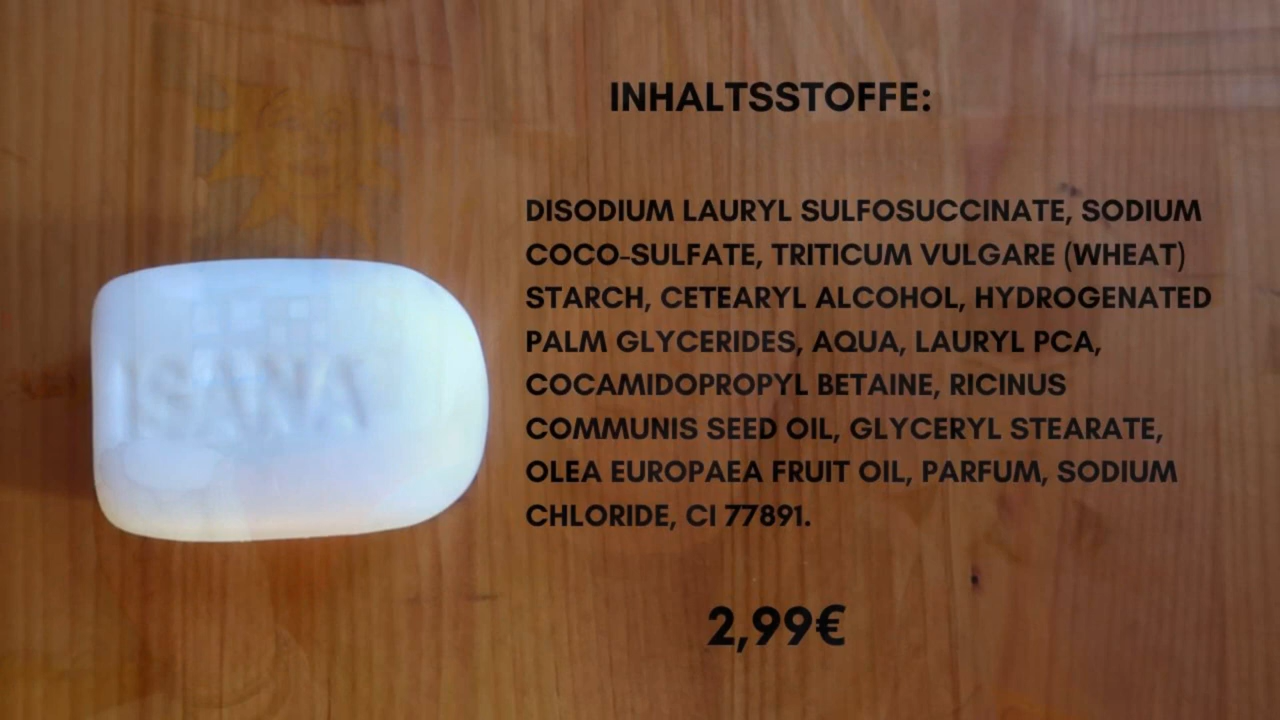 INHALTSSTOFFE:
DISODIUM LAURYL SULFOSUCCINATE, SODIUM
COCO-SULFATE, TRITICUM VULGARE (WHEAT)
STARCH, CETEARYL ALCOHOL, HYDROGENATED
PALM GLYCERIDES, AQUA, LAURYL PCA,
COCAMIDOPROPYL BETAINE, RICINUS
COMMUNIS SEED OIL, GLYCERYL STEARATE,
OLEA EUROPAEA FRUIT OIL, PARFUM, SODIUM
CHLORIDE, CI 77891.
ISANA
2,99€